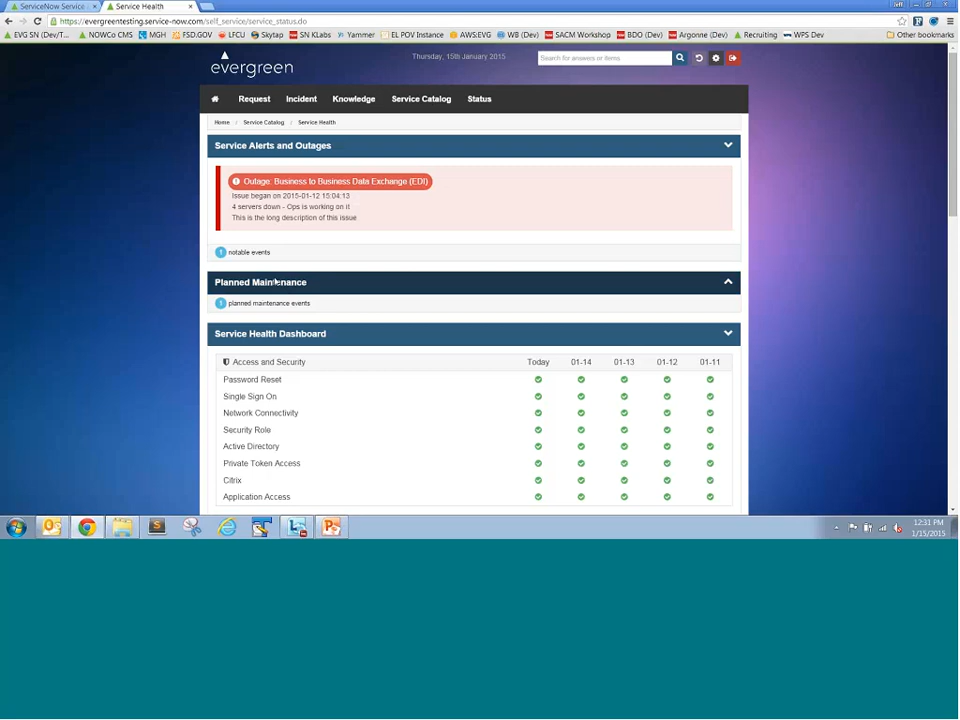 ServiceNow Service
Service Health
Jeff
https://evergreentesting.service-now.com/self_service/service_status.do
EVG SN (Dev/T... NOWCo CMS MGH FSD.GOV LFCU Skytap SN KLabs Yammer EL POV Instance AWS:EVG WB (Dev) SACM Workshop BDO (Dev) Argonne (Dev) Recruiting WPS Dev Other bookmarks
evergreen
Thursday, 15th January 2015
Search for answers or items
Request Incident Knowledge Service Catalog Status
Home / Service Catalog / Service Health
Service Alerts and Outages
Outage: Business to Business Data Exchange (EDI)
Issue began on 2015-01-12 15:04:13
4 servers down - Ops is working on it
This is the long description of this issue
1 notable events
Planned Maintenance
1 planned maintenance events
Service Health Dashboard
Access and Security Today 01-14 01-13 01-12 01-11
Password Reset
Single Sign On
Network Connectivity
Security Role
Active Directory
Private Token Access
Citrix
Application Access
12:31 PM
1/15/2015